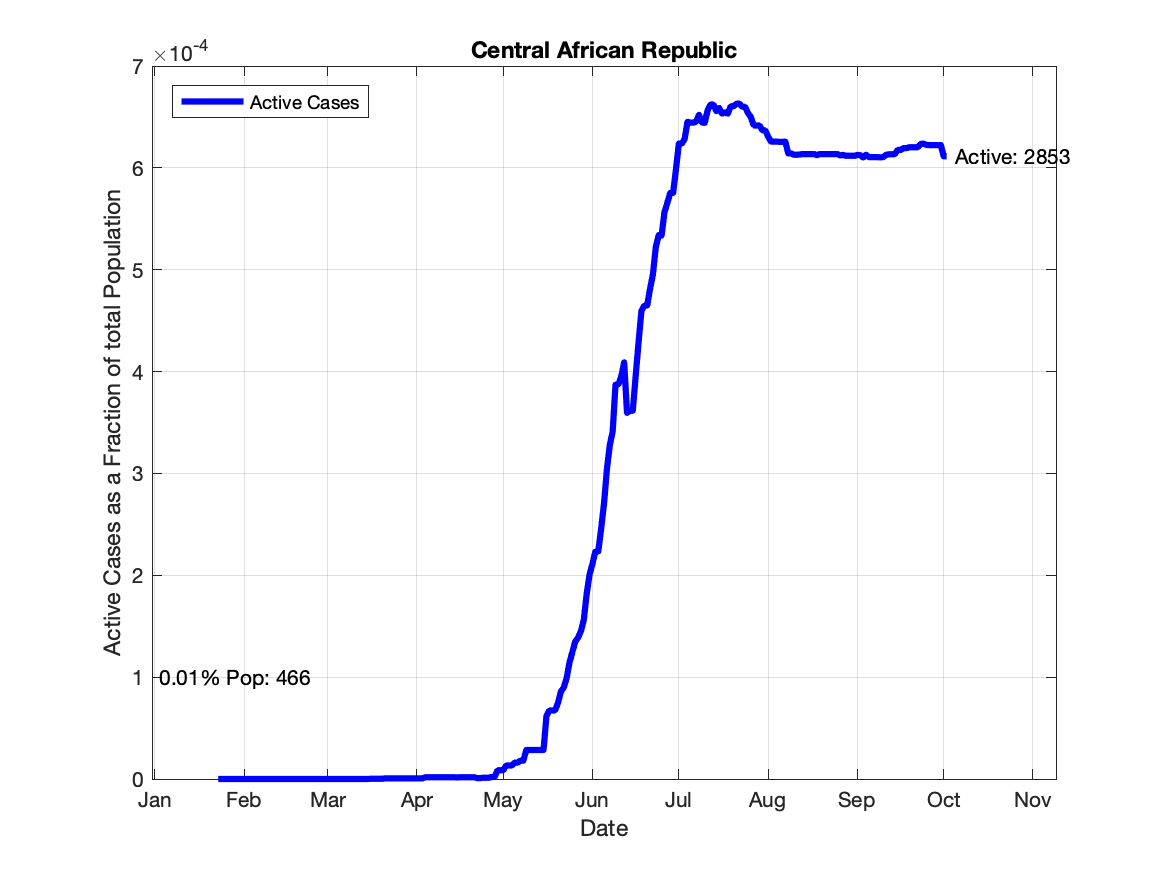 Central African Republic
×10-4
Active Cases
7
6
5
4
3
2
1
0
Active Cases as a Fraction of total Population
0.01% Pop: 466
Active: 2853
Jan Feb Mar Apr May Jun Jul Aug Sep Oct Nov
Date